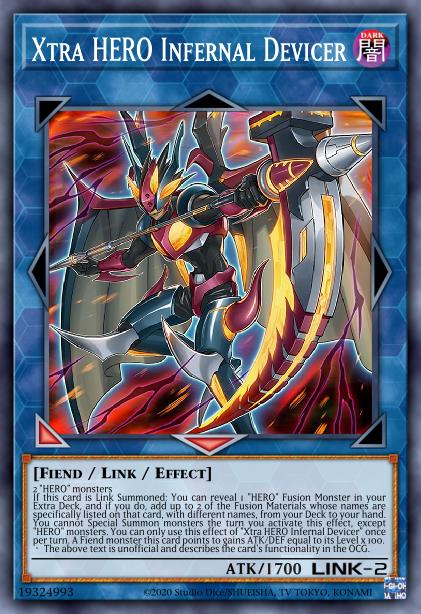 Xtra HERO Infernal Devicer
DARK
闇
[Fiend / Link / Effect]
2 "HERO" monsters
If this card is Link Summoned: You can reveal 1 "HERO" Fusion Monster in your
Extra Deck, and if you do, add up to 2 of the Fusion Materials whose names are
specifically listed on that card, with different names, from your Deck to your hand.
You cannot Special Summon monsters the turn you activate this effect, except
"HERO" monsters. You can only use this effect of "Xtra HERO Infernal Devicer" once
per turn. A Fiend monster this card points to gains ATK/DEF equal to its Level x 100.
· The above text is unofficial and describes the card's functionality in the OCG.
ATK/1700 LINK-2
19324993
©2020 Studio Dice/SHUEISHA, TV TOKYO, KONAMI